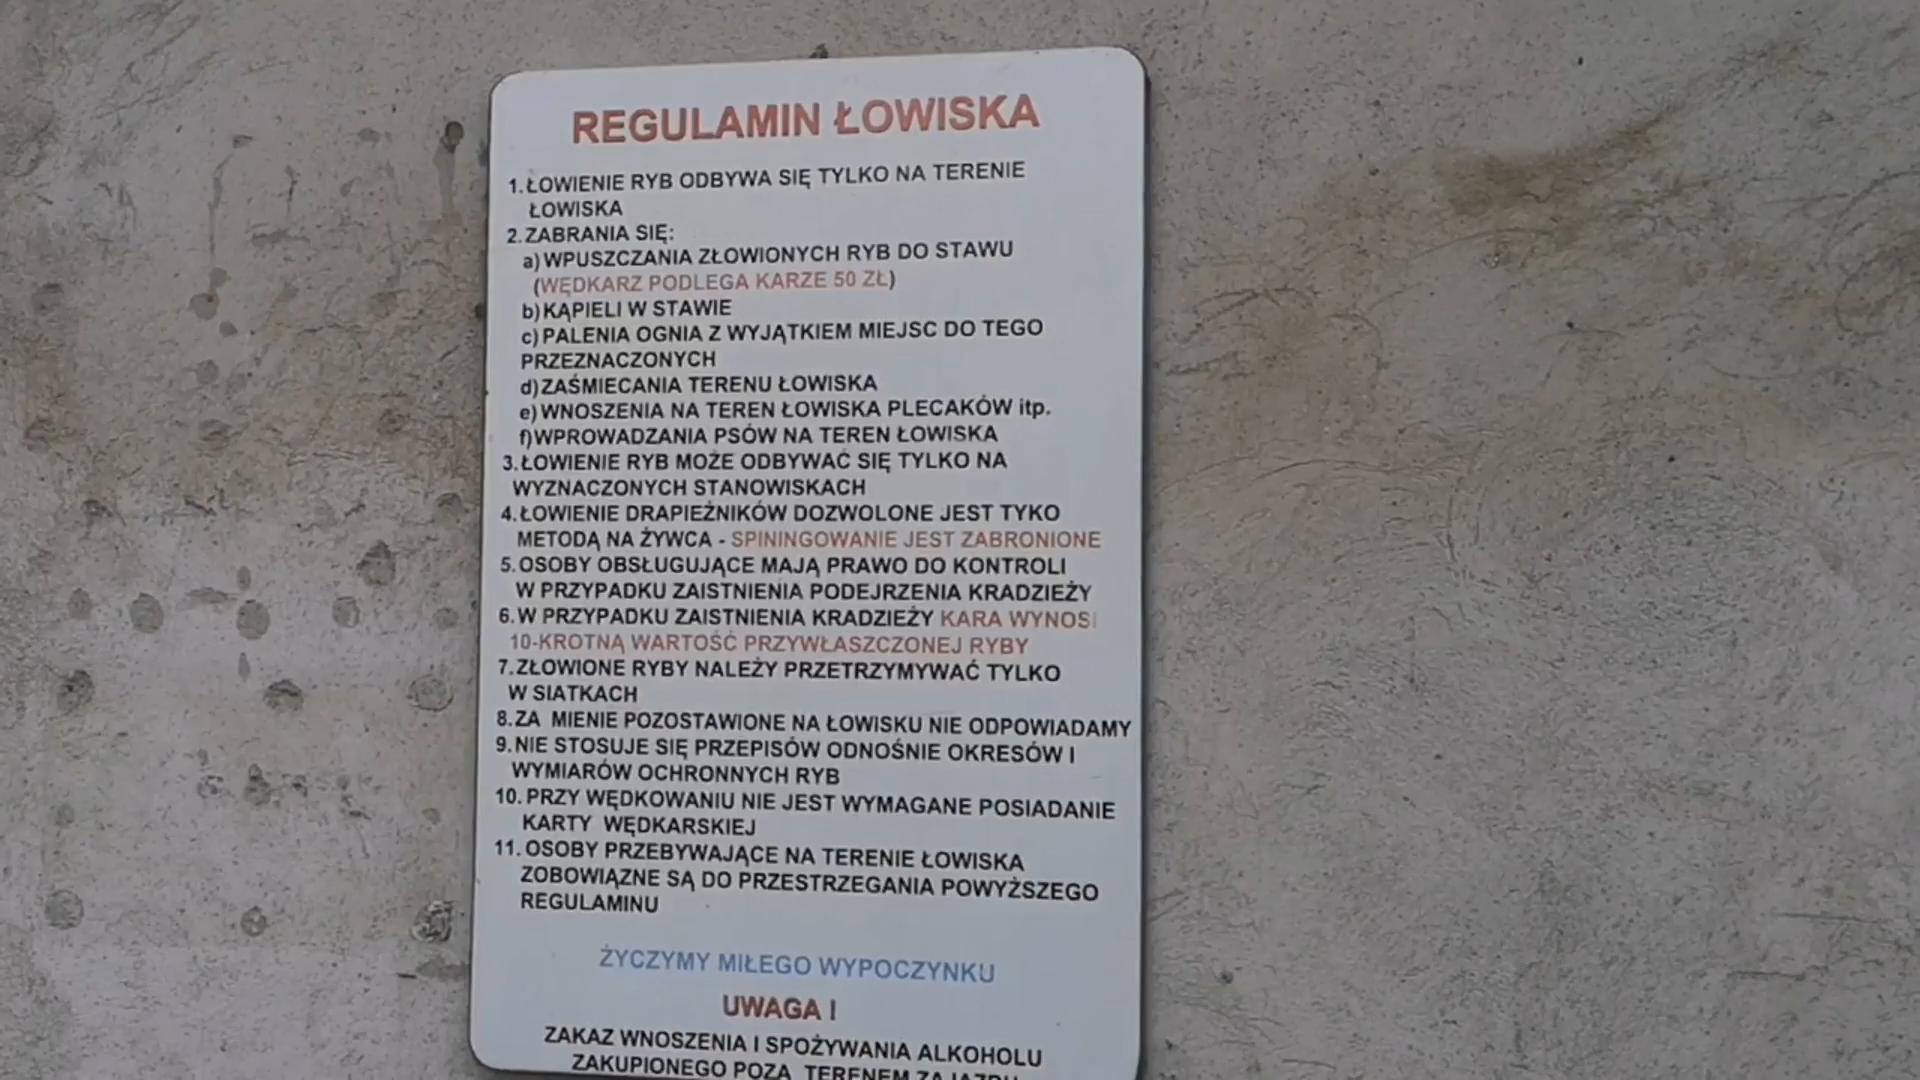 REGULAMIN ŁOWISKA
1. ŁOWIENIE RYB ODBYWA SIĘ TYLKO NA TERENIE
ŁOWISKA
2. ZABRANIA SIĘ:
a) WPUSZCZANIA ZŁOWIONYCH RYB DO STAWU
(WĘDKARZ PODLEGA KARZE 50 ZŁ)
b) KĄPIELI W STAWIE
c) PALENIA OGNIA Z WYJĄTKIEM MIEJSC DO TEGO
PRZEZNACZONYCH
d) ZAŚMIECANIA TERENU ŁOWISKA
e) WNOSZENIA NA TEREN ŁOWISKA PLECAKÓW itp.
f) WPROWADZANIA PSÓW NA TEREN ŁOWISKA
3. ŁOWIENIE RYB MOŻE ODBYWAĆ SIĘ TYLKO NA
WYZNACZONYCH STANOWISKACH
4. ŁOWIENIE DRAPIEŻNIKÓW DOZWOLONE JEST TYKO
METODĄ NA ŻYWCA - SPININGOWANIE JEST ZABRONIONE
5. OSOBY OBSŁUGUJĄCE MAJĄ PRAWO DO KONTROLI
W PRZYPADKU ZAISTNIENIA PODEJRZENIA KRADZIEŻY
6. W PRZYPADKU ZAISTNIENIA KRADZIEŻY KARA WYNOSI
10-KROTNĄ WARTOŚĆ PRZYWŁASZCZONEJ RYBY
7. ZŁOWIONE RYBY NALEŻY PRZETRZYMYWAĆ TYLKO
W SIATKACH
8. ZA MIENIE POZOSTAWIONE NA ŁOWISKU NIE ODPOWIADAMY
9. NIE STOSUJE SIĘ PRZEPISÓW ODNOŚNIE OKRESÓW I
WYMIARÓW OCHRONNYCH RYB
10. PRZY WĘDKOWANIU NIE JEST WYMAGANE POSIADANIE
KARTY WĘDKARSKIEJ
11. OSOBY PRZEBYWAJĄCE NA TERENIE ŁOWISKA
ZOBOWIĄZNE SĄ DO PRZESTRZEGANIA POWYŻSZEGO
REGULAMINU
ŻYCZYMY MIŁEGO WYPOCZYNKU
UWAGA !
ZAKAZ WNOSZENIA I SPOŻYWANIA ALKOHOLU
ZAKUPIONEGO POZA TERENEM ZAJAZDU